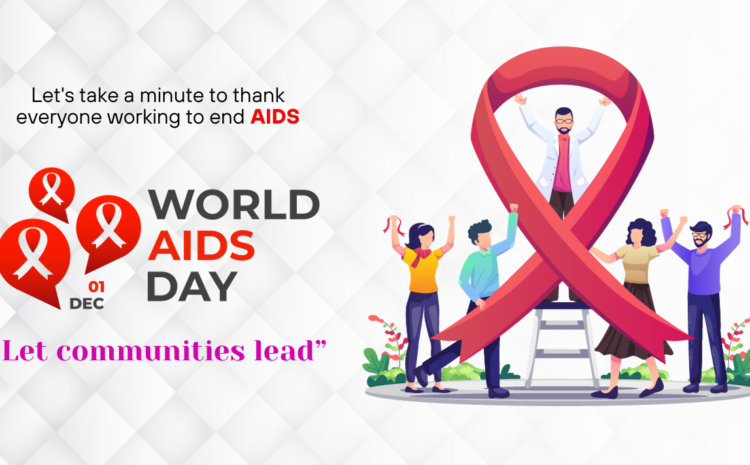 Let's take a minute to thank
everyone working to end AIDS
WORLD
AIDS
DAY
01
DEC
Let communities lead”